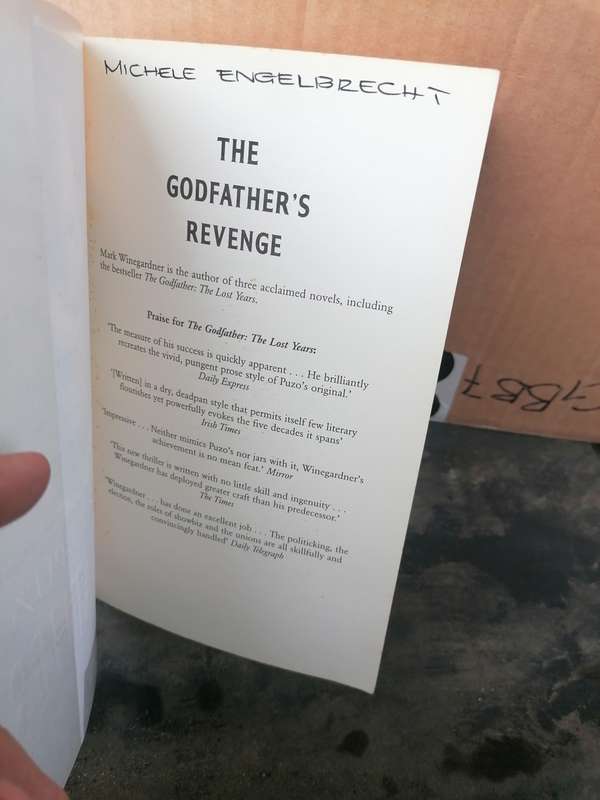 MICHELE ENGELBRECHT
THE
GODFATHER'S
REVENGE
Mark Winegardner is the author of three acclaimed novels, including
the bestseller The Godfather: The Lost Years.
Praise for The Godfather: The Lost Years:
'The measure of his success is quickly apparent . . . He brilliantly
recreates the vivid, pungent prose style of Puzo's original.'
Daily Express
'[Written] in a dry, deadpan style that permits itself few literary
flourishes yet powerfully evokes the five decades it spans'
Irish Times
'Impressive . . . Neither mimics Puzo's nor jars with it, Winegardner's
achievement is no mean feat.' Mirror
'This new thriller is written with no little skill and ingenuity . . .
Winegardner has deployed greater craft than his predecessor.'
The Times
'Winegardner . . . has done an excellent job . . . The politicking, the
election, the rules of showbiz and the unions are all skillfully and
convincingly handled' Daily Telegraph